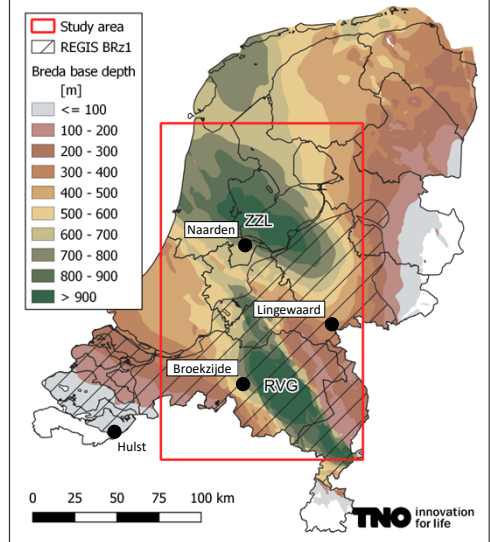 Study area
REGIS BRz1
Breda base depth
[m]
<= 100
100 - 200
200 - 300
300 - 400
400 - 500
500 - 600
600 - 700
700 - 800
800 - 900
> 900
ZZL
Naarden
Lingewaard
Broekzijde
RVG
Hulst
0 25 50 75 100 km
TNO innovation
for life